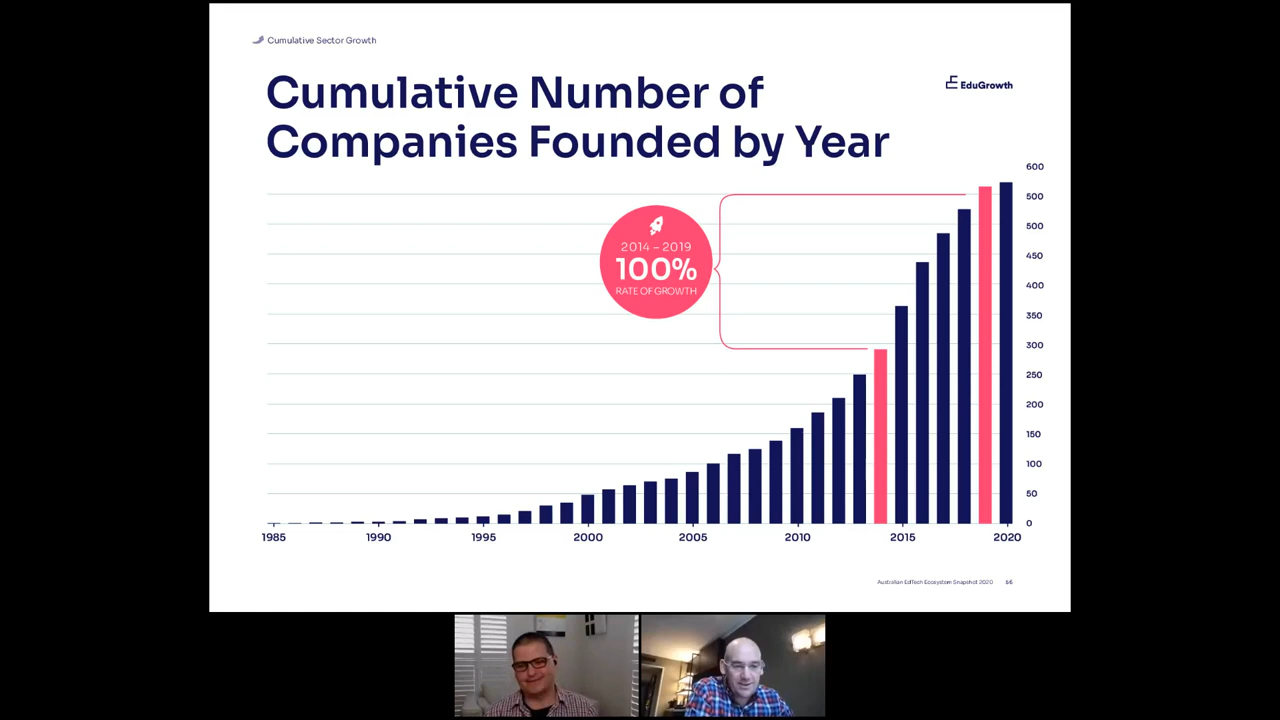 Cumulative Sector Growth
Cumulative Number of
Companies Founded by Year
EduGrowth
600
500
500
450
400
350
300
250
200
150
100
50
0
2014 – 2019
100%
RATE OF GROWTH
1985 1990 1995 2000 2005 2010 2015 2020
Australian EdTech Ecosystem Snapshot 2020 16